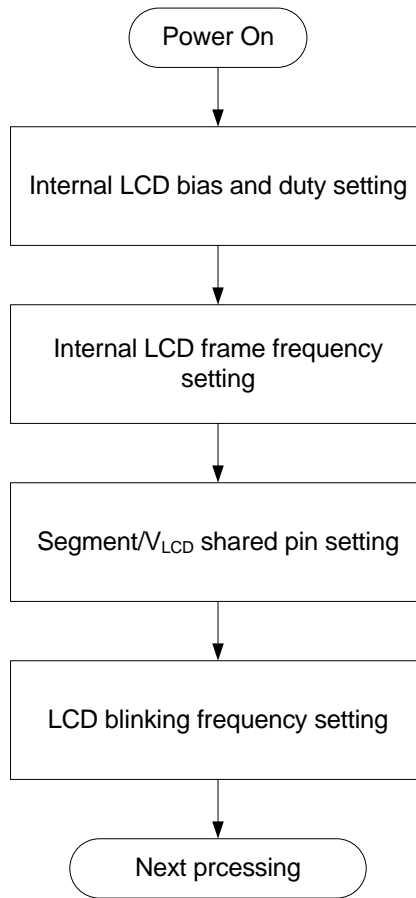 Power On
Internal LCD bias and duty setting
Internal LCD frame frequency
setting
Segment/VLCD shared pin setting
LCD blinking frequency setting
Next prcessing